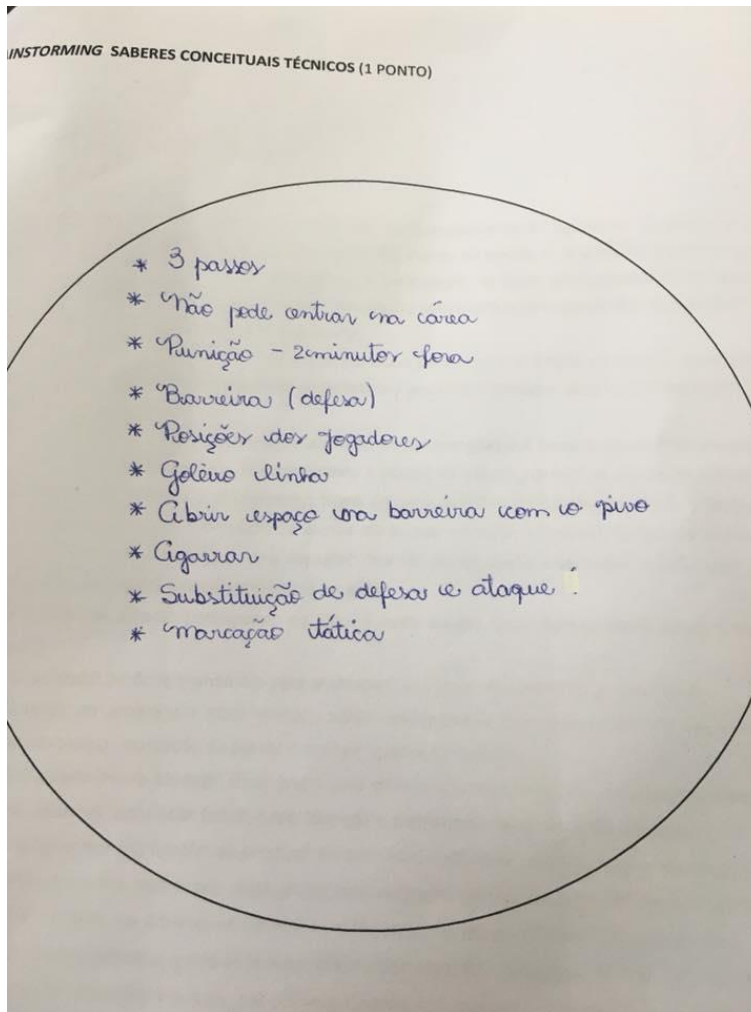 INSTORMING SABERES CONCEITUAIS TÉCNICOS (1 PONTO)
* 3 passos
* Não pode entrar na área
* Punição - 2 minutos fora
* Barreira (defesa)
* Posições dos jogadores
* Goleiro linha
* Abrir espaço na barreira com o pivo
* Agarrar
* Substituição de defesa e ataque !
* marcação tática